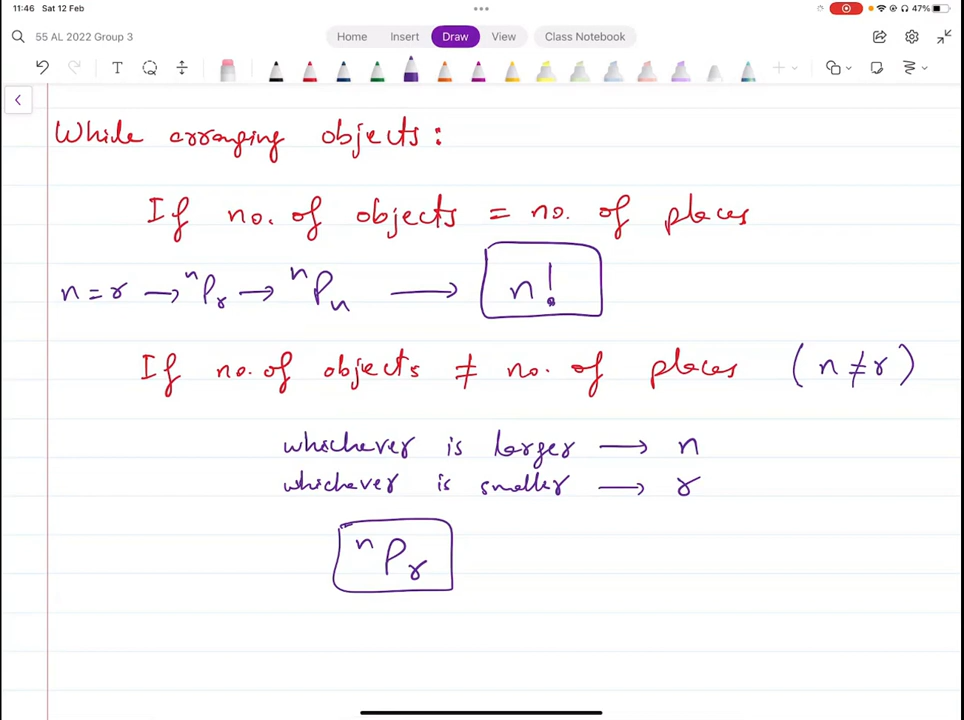 11:46 Sat 12 Feb
47%
55 AL 2022 Group 3
Home Insert Draw View Class Notebook
While arranging objects:
If no. of objects = no. of places
n = r → ⁿPᵣ → ⁿPₙ → n!
If no. of objects ≠ no. of places (n ≠ r)
whichever is larger → n
whichever is smaller → r
ⁿPᵣ